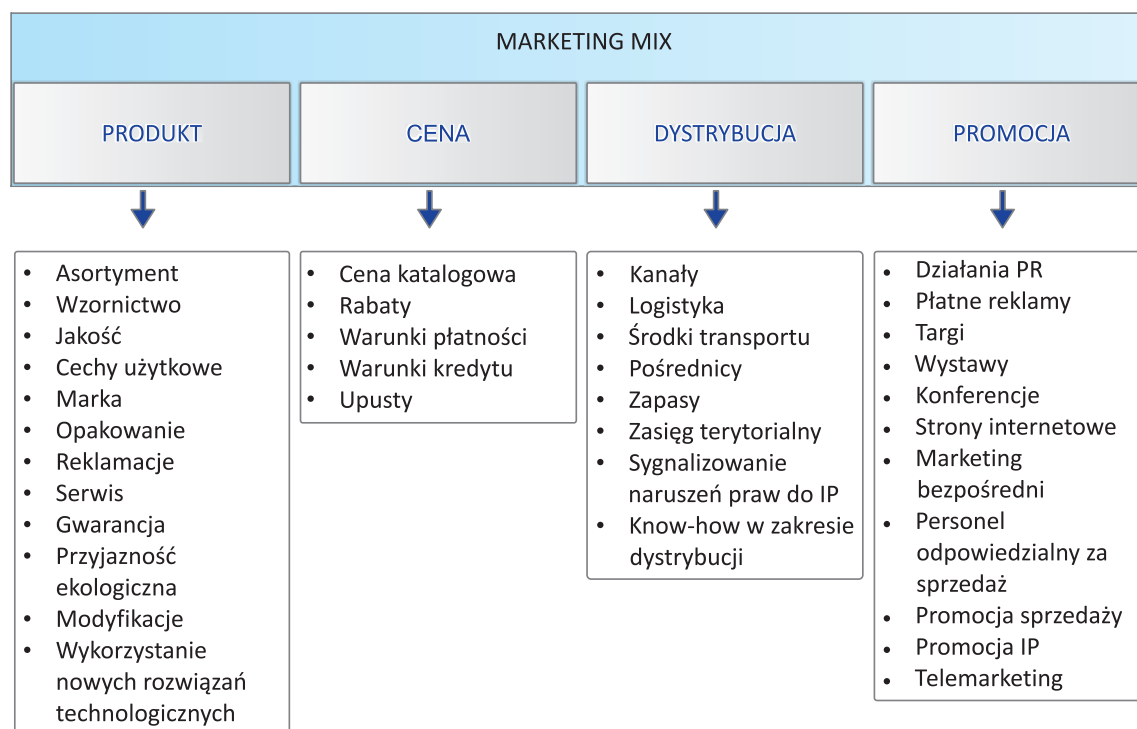 MARKETING MIX
PRODUKT
CENA
DYSTRYBUCJA
PROMOCJA
• Asortyment
• Wzornictwo
• Jakość
• Cechy użytkowe
• Marka
• Opakowanie
• Reklamacje
• Serwis
• Gwarancja
• Przyjazność
ekologiczna
• Modyfikacje
• Wykorzystanie
nowych rozwiązań
technologicznych
• Cena katalogowa
• Rabaty
• Warunki płatności
• Warunki kredytu
• Upusty
• Kanały
• Logistyka
• Środki transportu
• Pośrednicy
• Zapasy
• Zasięg terytorialny
• Sygnalizowanie
naruszeń praw do IP
• Know-how w zakresie
dystrybucji
• Działania PR
• Płatne reklamy
• Targi
• Wystawy
• Konferencje
• Strony internetowe
• Marketing
bezpośredni
• Personel
odpowiedzialny za
sprzedaż
• Promocja sprzedaży
• Promocja IP
• Telemarketing